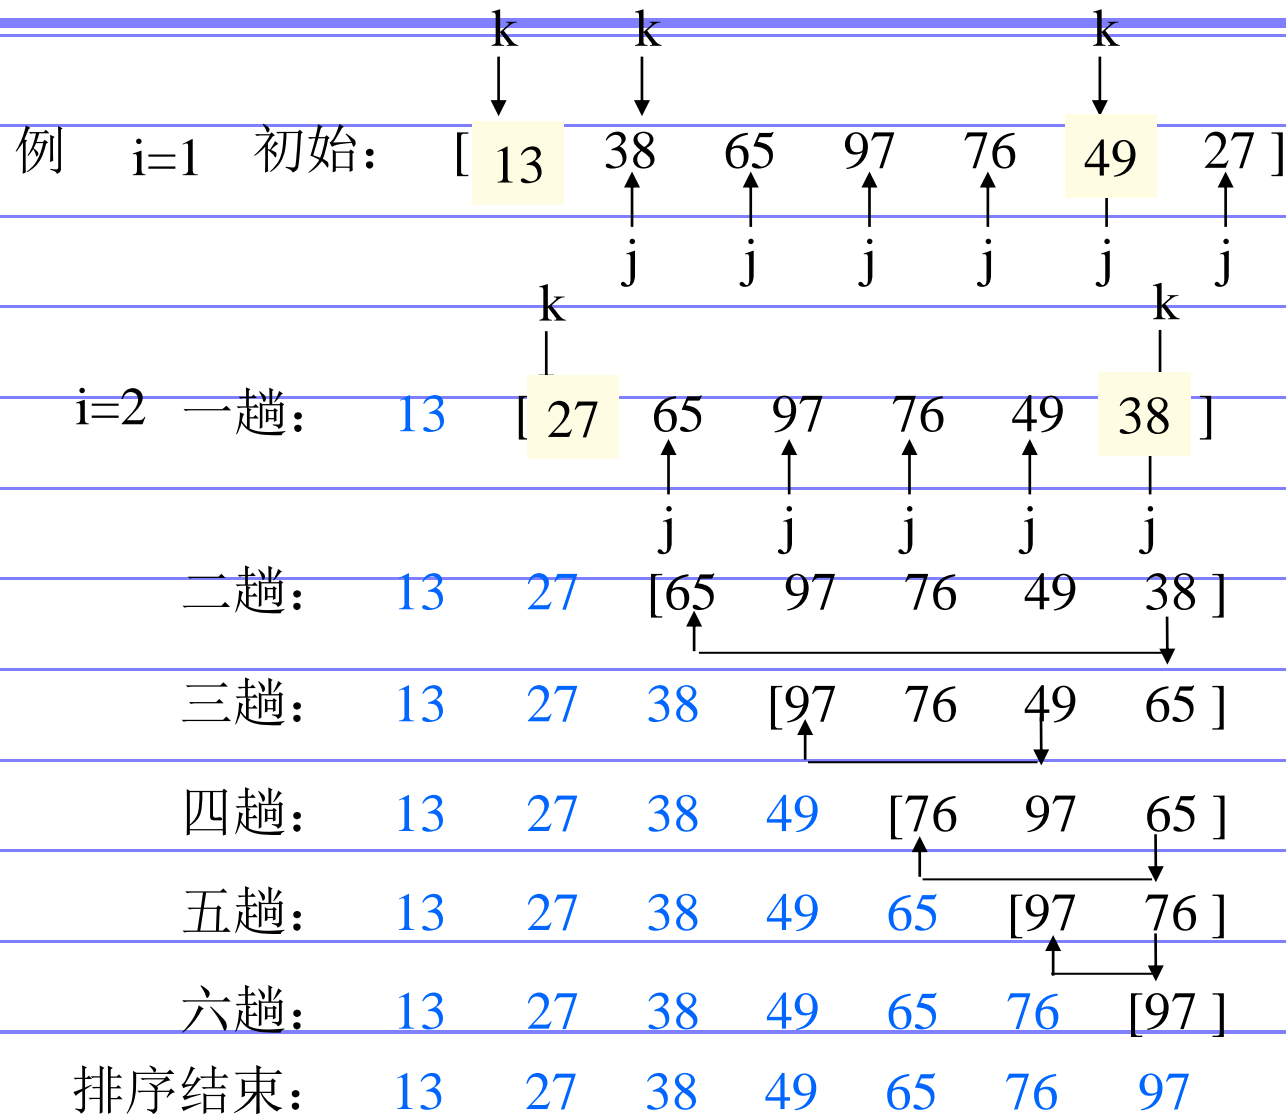 k k k
例 i=1 初始： [ 13 38 65 97 76 49 27 ]
j j j j j j
k k
i=2 一趟： 13 [ 27 65 97 76 49 38 ]
j j j j j
二趟： 13 27 [65 97 76 49 38 ]
三趟： 13 27 38 [97 76 49 65 ]
四趟： 13 27 38 49 [76 97 65 ]
五趟： 13 27 38 49 65 [97 76 ]
六趟： 13 27 38 49 65 76 [97 ]
排序结束： 13 27 38 49 65 76 97